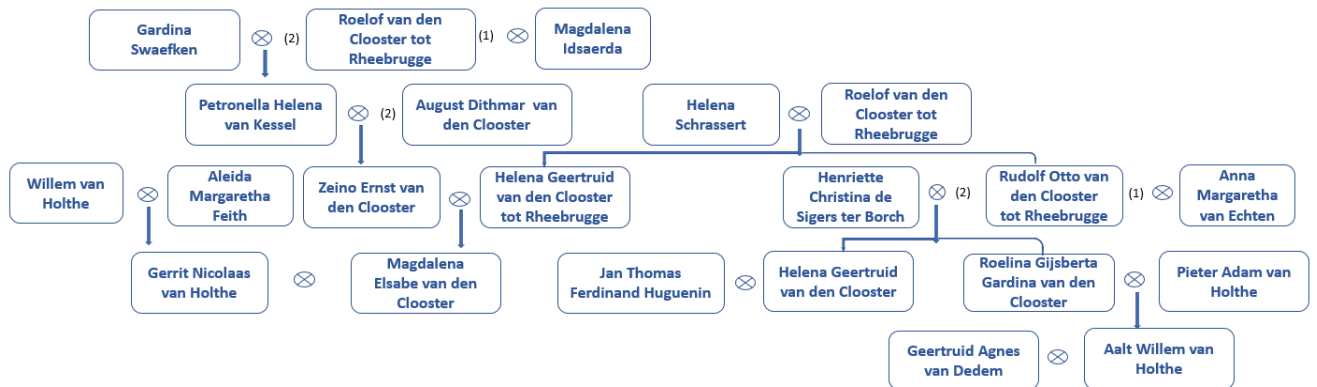 Gardina
Swaefken
(2)
Roelof van den
Clooster tot
Rheebrugge
(1)
Magdalena
Idsaerda
Petronella Helena
van Kessel
(2)
August Dithmar van
den Clooster
Helena
Schrassert
Roelof van den
Clooster tot
Rheebrugge
Willem van
Holthe
Aleida
Margaretha
Feith
Zeino Ernst van
den Clooster
Helena Geertruid
van den Clooster
tot Rheebrugge
Henriette
Christina de
Sigers ter Borch
(2)
Rudolf Otto van
den Clooster
tot Rheebrugge
(1)
Anna
Margaretha
van Echten
Gerrit Nicolaas
van Holthe
Magdalena
Elsabe van den
Clooster
Jan Thomas
Ferdinand Huguenin
Helena Geertruid
van den Clooster
Roelina Gijsberta
Gardina van den
Clooster
Pieter Adam van
Holthe
Geertruid Agnes
van Dedem
Aalt Willem van
Holthe